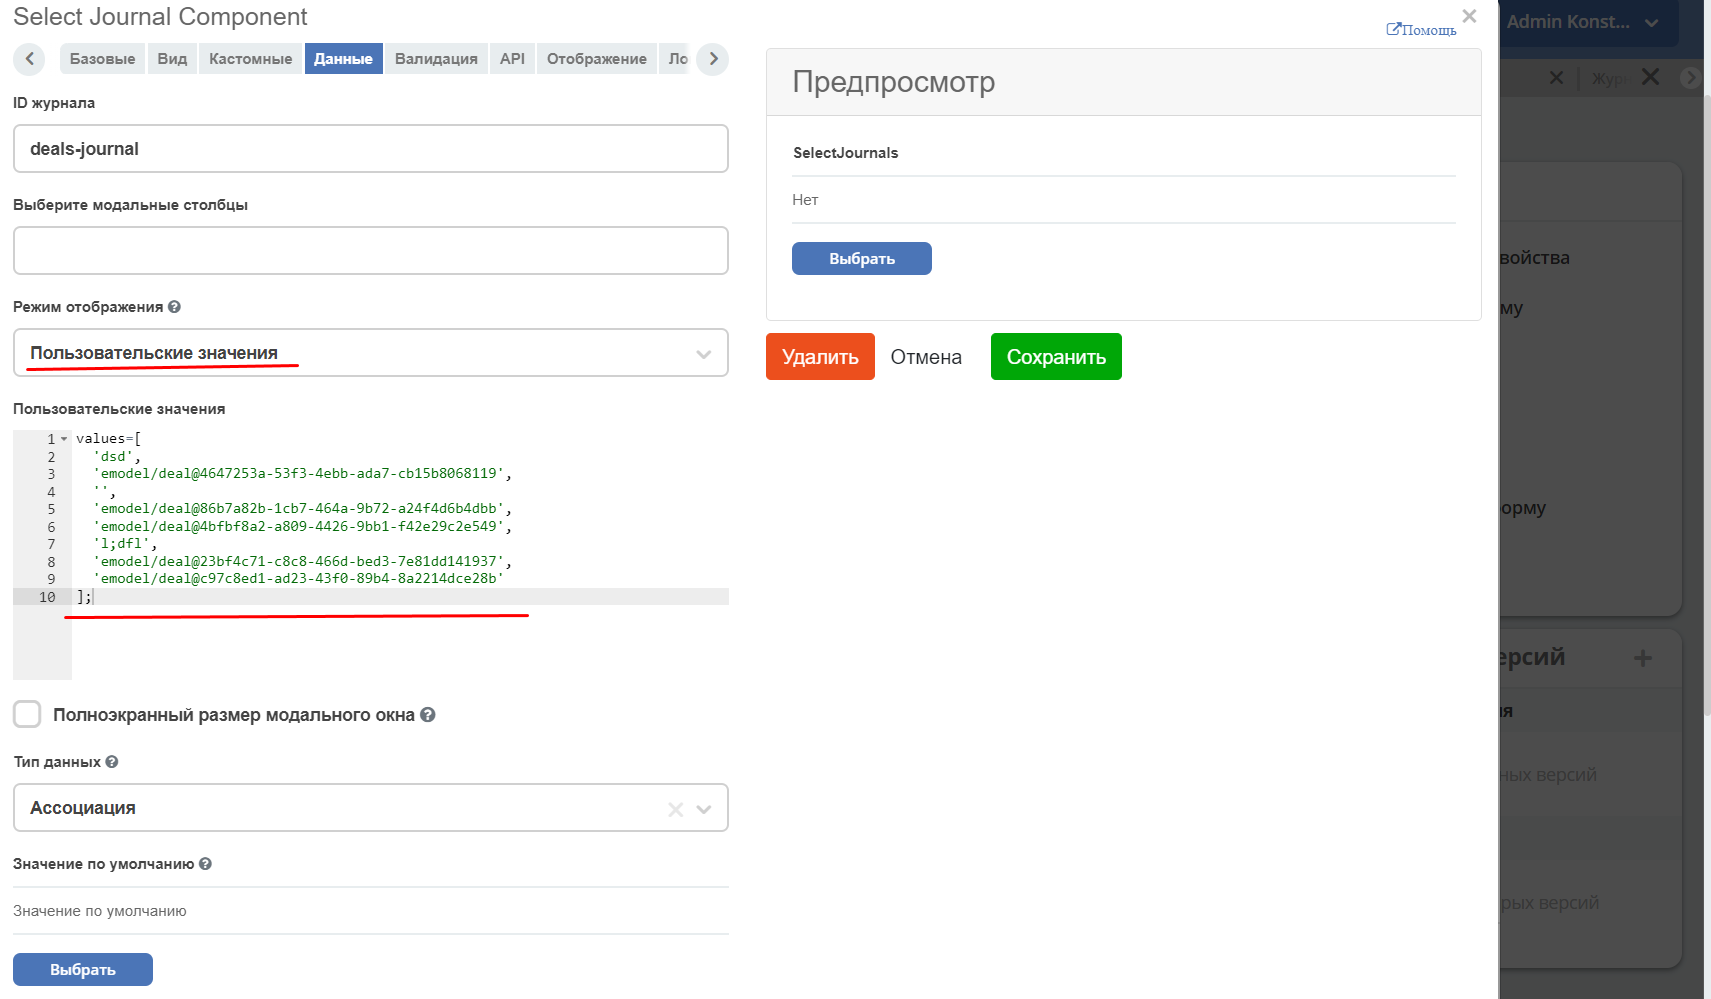 Select Journal Component
Помощь
Базовые Вид Кастомные Данные Валидация API Отображение Ло
ID журнала
deals-journal
Выберите модальные столбцы
Режим отображения
Пользовательские значения
Пользовательские значения
1 values=[
2 'dsd',
3 'emodel/deal@4647253a-53f3-4ebb-ada7-cb15b8068119',
4 '',
5 'emodel/deal@86b7a82b-1cb7-464a-9b72-a24f4d6b4dbb',
6 'emodel/deal@4bfbf8a2-a809-4426-9bb1-f42e29c2e549',
7 'l;dfl',
8 'emodel/deal@23bf4c71-c8c8-466d-bed3-7e81dd141937',
9 'emodel/deal@c97c8ed1-ad23-43f0-89b4-8a2214dce28b'
10 ];
Полноэкранный размер модального окна
Тип данных
Ассоциация
Значение по умолчанию
Значение по умолчанию
Выбрать
Предпросмотр
SelectJournals
Нет
Выбрать
Удалить Отмена Сохранить
Admin Konst...
Жур
войства
му
орму
ерсий
ия
ных версий
рых версий